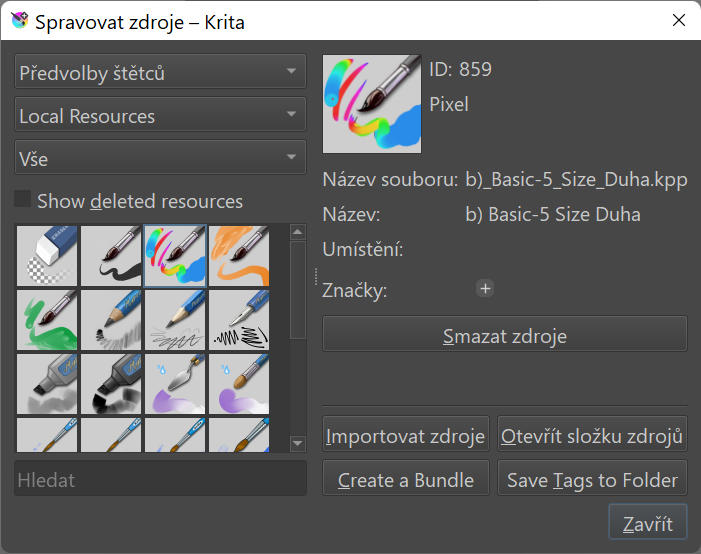 Spravovat zdroje – Krita
Předvolby štětců
Local Resources
Vše
Show deleted resources
Hledat
ID: 859
Pixel
Název souboru: b)_Basic-5_Size_Duha.kpp
Název: b) Basic-5 Size Duha
Umístění:
Značky:
Smazat zdroje
Importovat zdroje
Otevřít složku zdrojů
Create a Bundle
Save Tags to Folder
Zavřít